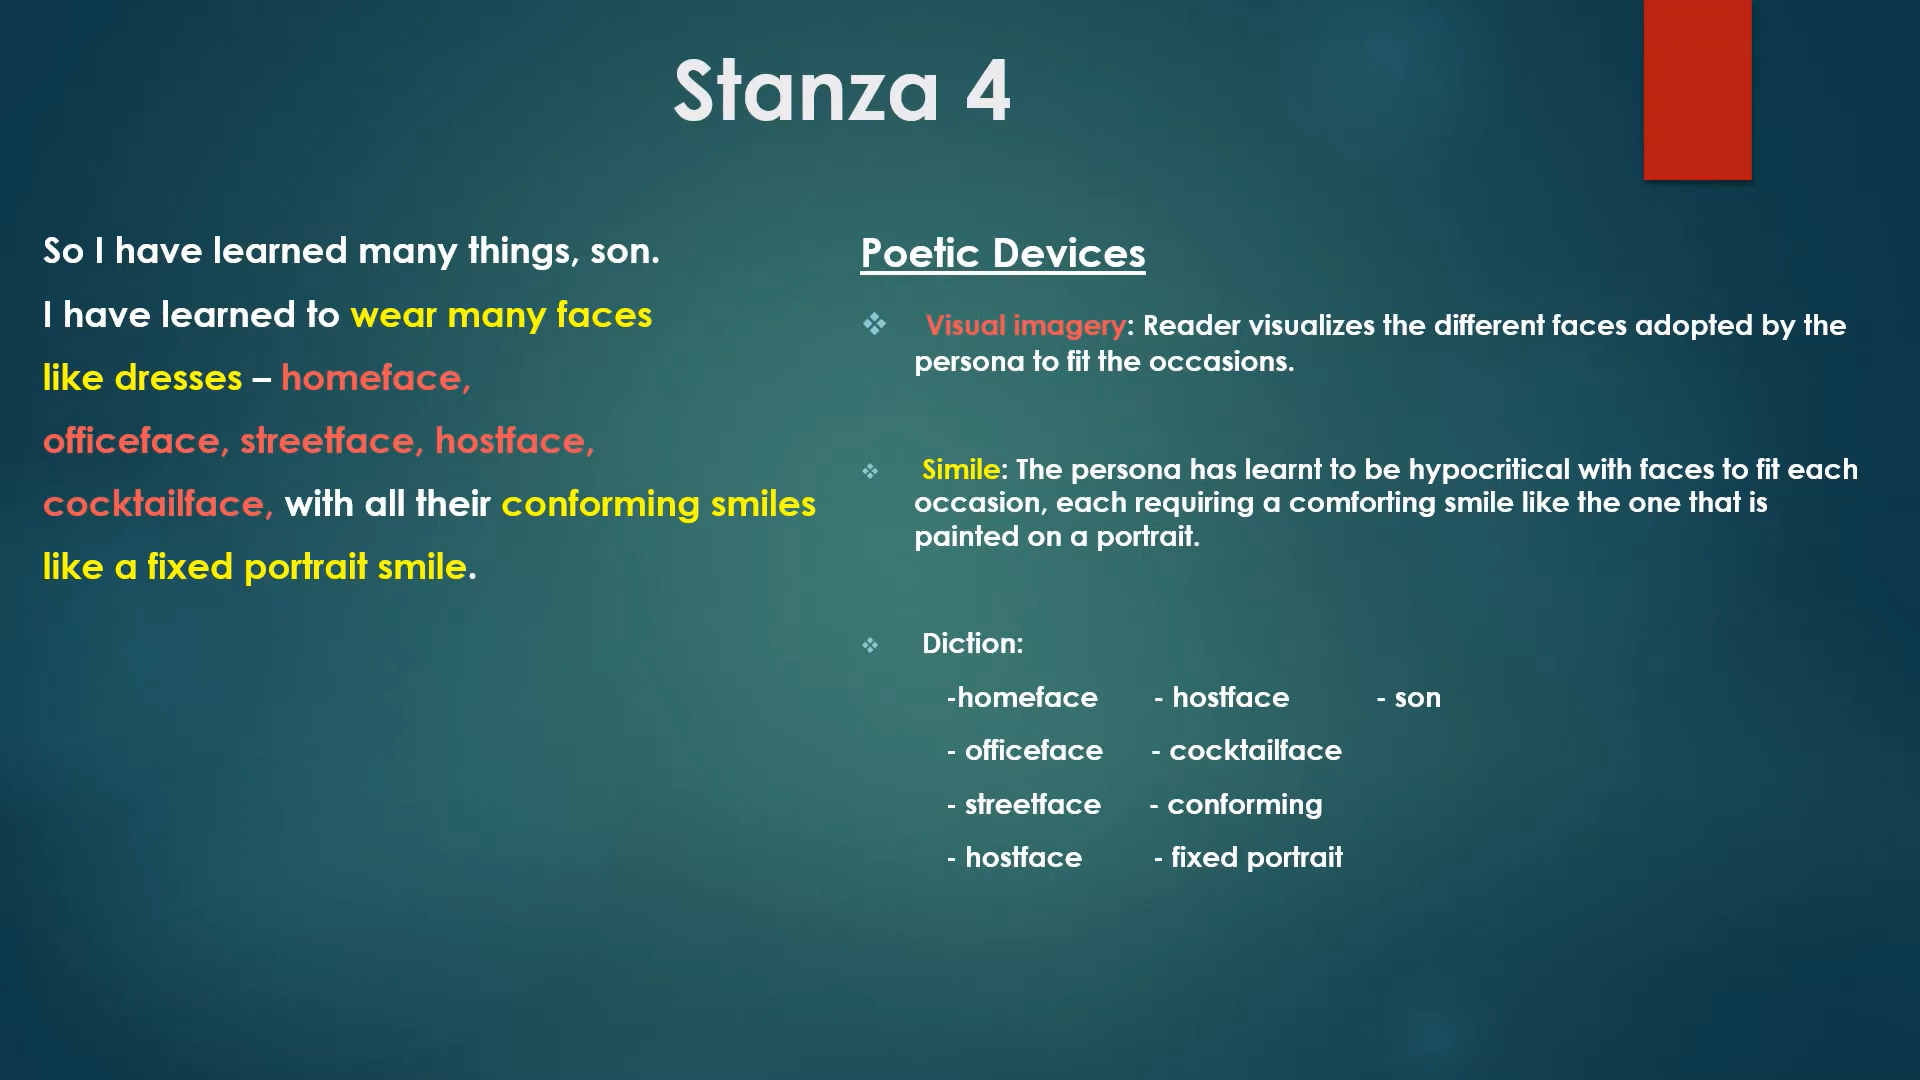 Stanza 4
So I have learned many things, son.
I have learned to wear many faces
like dresses – homeface,
officeface, streetface, hostface,
cocktailface, with all their conforming smiles
like a fixed portrait smile.
Poetic Devices
❖ Visual imagery: Reader visualizes the different faces adopted by the
persona to fit the occasions.
❖ Simile: The persona has learnt to be hypocritical with faces to fit each
occasion, each requiring a comforting smile like the one that is
painted on a portrait.
❖ Diction:
-homeface - hostface - son
- officeface - cocktailface
- streetface - conforming
- hostface - fixed portrait